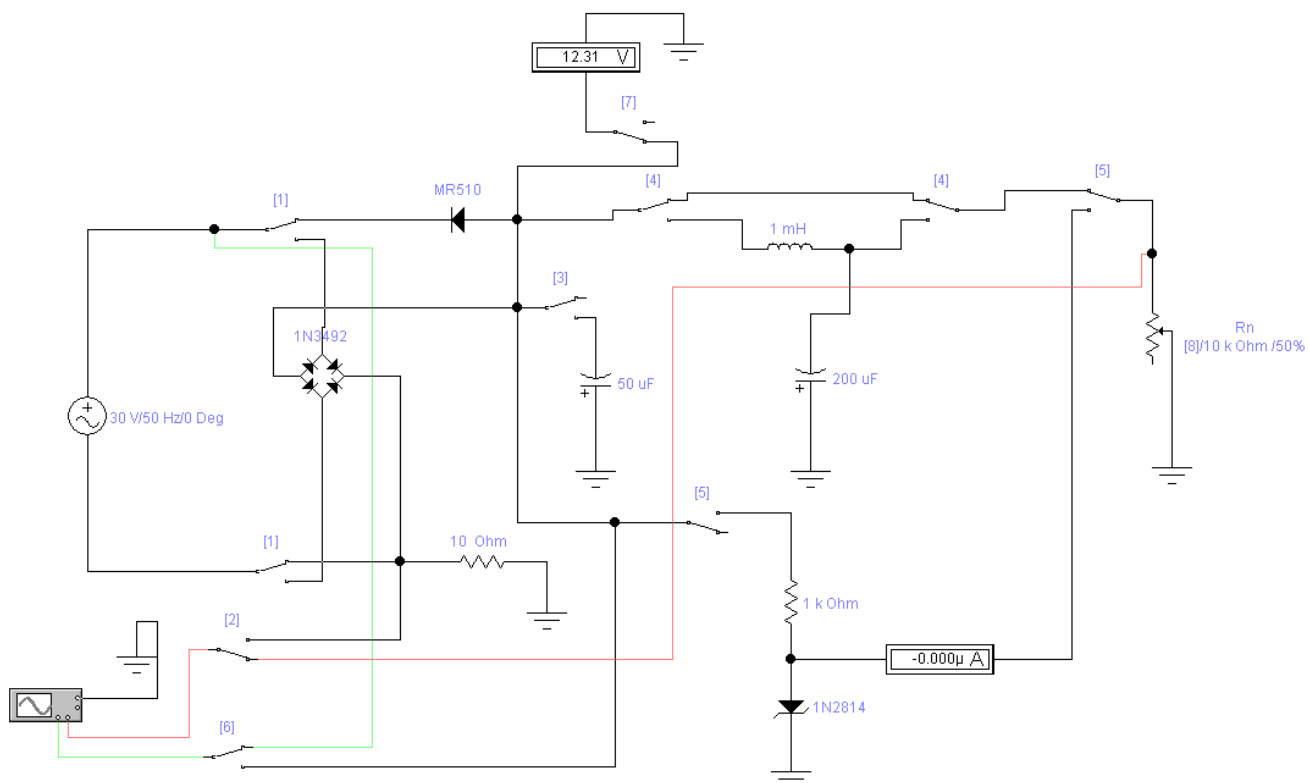 12.31 V
[7]
MR510
[1]
[4]
[4]
[5]
1 mH
[3]
1N3492
Rn
[8]/10 k Ohm /50%
50 uF
200 uF
30 V/50 Hz/0 Deg
[5]
[1]
10 Ohm
1 k Ohm
[2]
-0.000µ A
1N2814
[6]